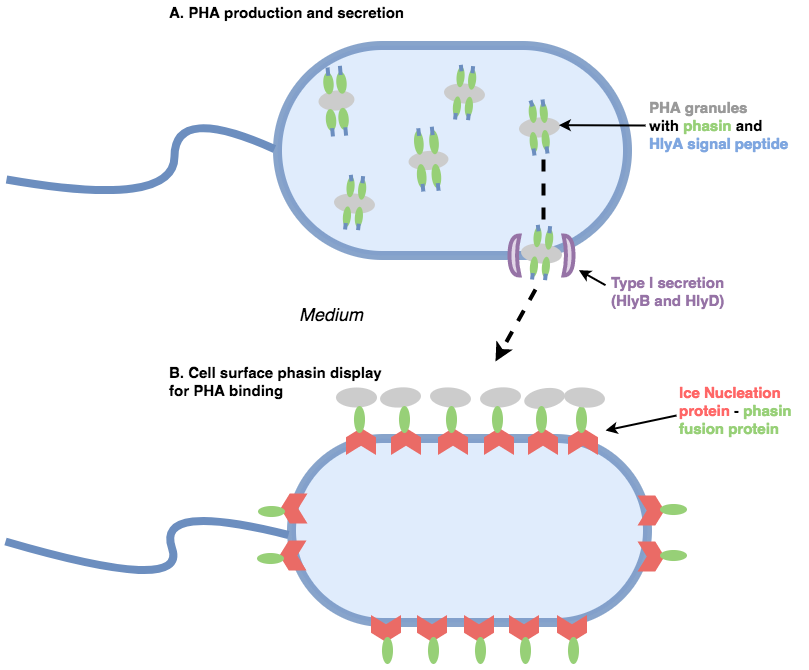 A. PHA production and secretion
PHA granules
with phasin and
HlyA signal peptide
Type I secretion
(HlyB and HlyD)
Medium
B. Cell surface phasin display
for PHA binding
Ice Nucleation
protein - phasin
fusion protein